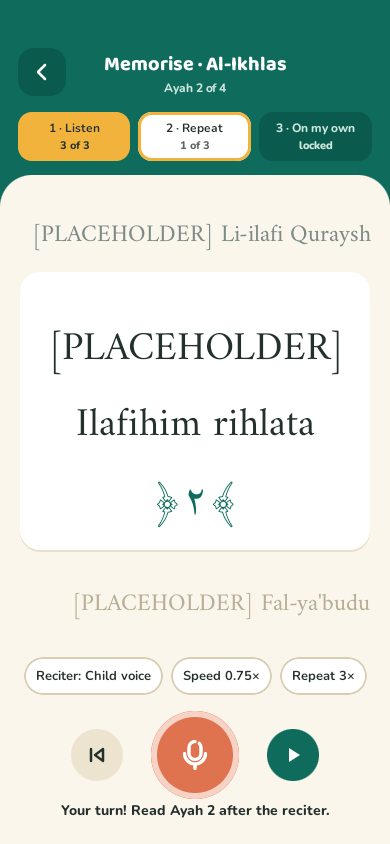 Memorise · Al-Ikhlas
Ayah 2 of 4
1 · Listen
3 of 3
2 · Repeat
1 of 3
3 · On my own
locked
[PLACEHOLDER] Li-ilafi Quraysh
[PLACEHOLDER]
Ilafihim rihlata
﴿٢﴾
[PLACEHOLDER] Fal-ya'budu
Reciter: Child voice
Speed 0.75×
Repeat 3×
Your turn! Read Ayah 2 after the reciter.